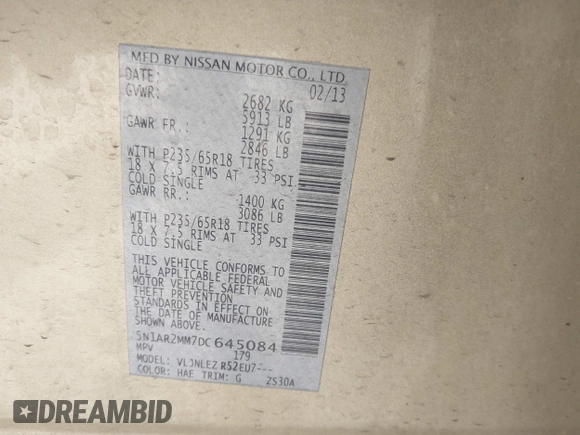 MFD BY NISSAN MOTOR CO., LTD.
DATE: 02/13
GVWR: 2682 KG
5913 LB
GAWR FR.: 1291 KG
2846 LB
WITH P235/65R18 TIRES
18 X 7.5 RIMS AT 33 PSI
COLD SINGLE
GAWR RR.: 1400 KG
3086 LB
WITH P235/65R18 TIRES
18 X 7.5 RIMS AT 33 PSI
COLD SINGLE
THIS VEHICLE CONFORMS TO
ALL APPLICABLE FEDERAL
MOTOR VEHICLE SAFETY AND
THEFT PREVENTION
STANDARDS IN EFFECT ON
THE DATE OF MANUFACTURE
SHOWN ABOVE.
5N1AR2MM7DC645084
MPV 179
MODEL: VLJNLEZ R52EU7---
COLOR: HAE TRIM: G ZS30A
DREAMBID